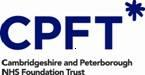 CPFT*
Cambridgeshire and Peterborough
NHS Foundation Trust